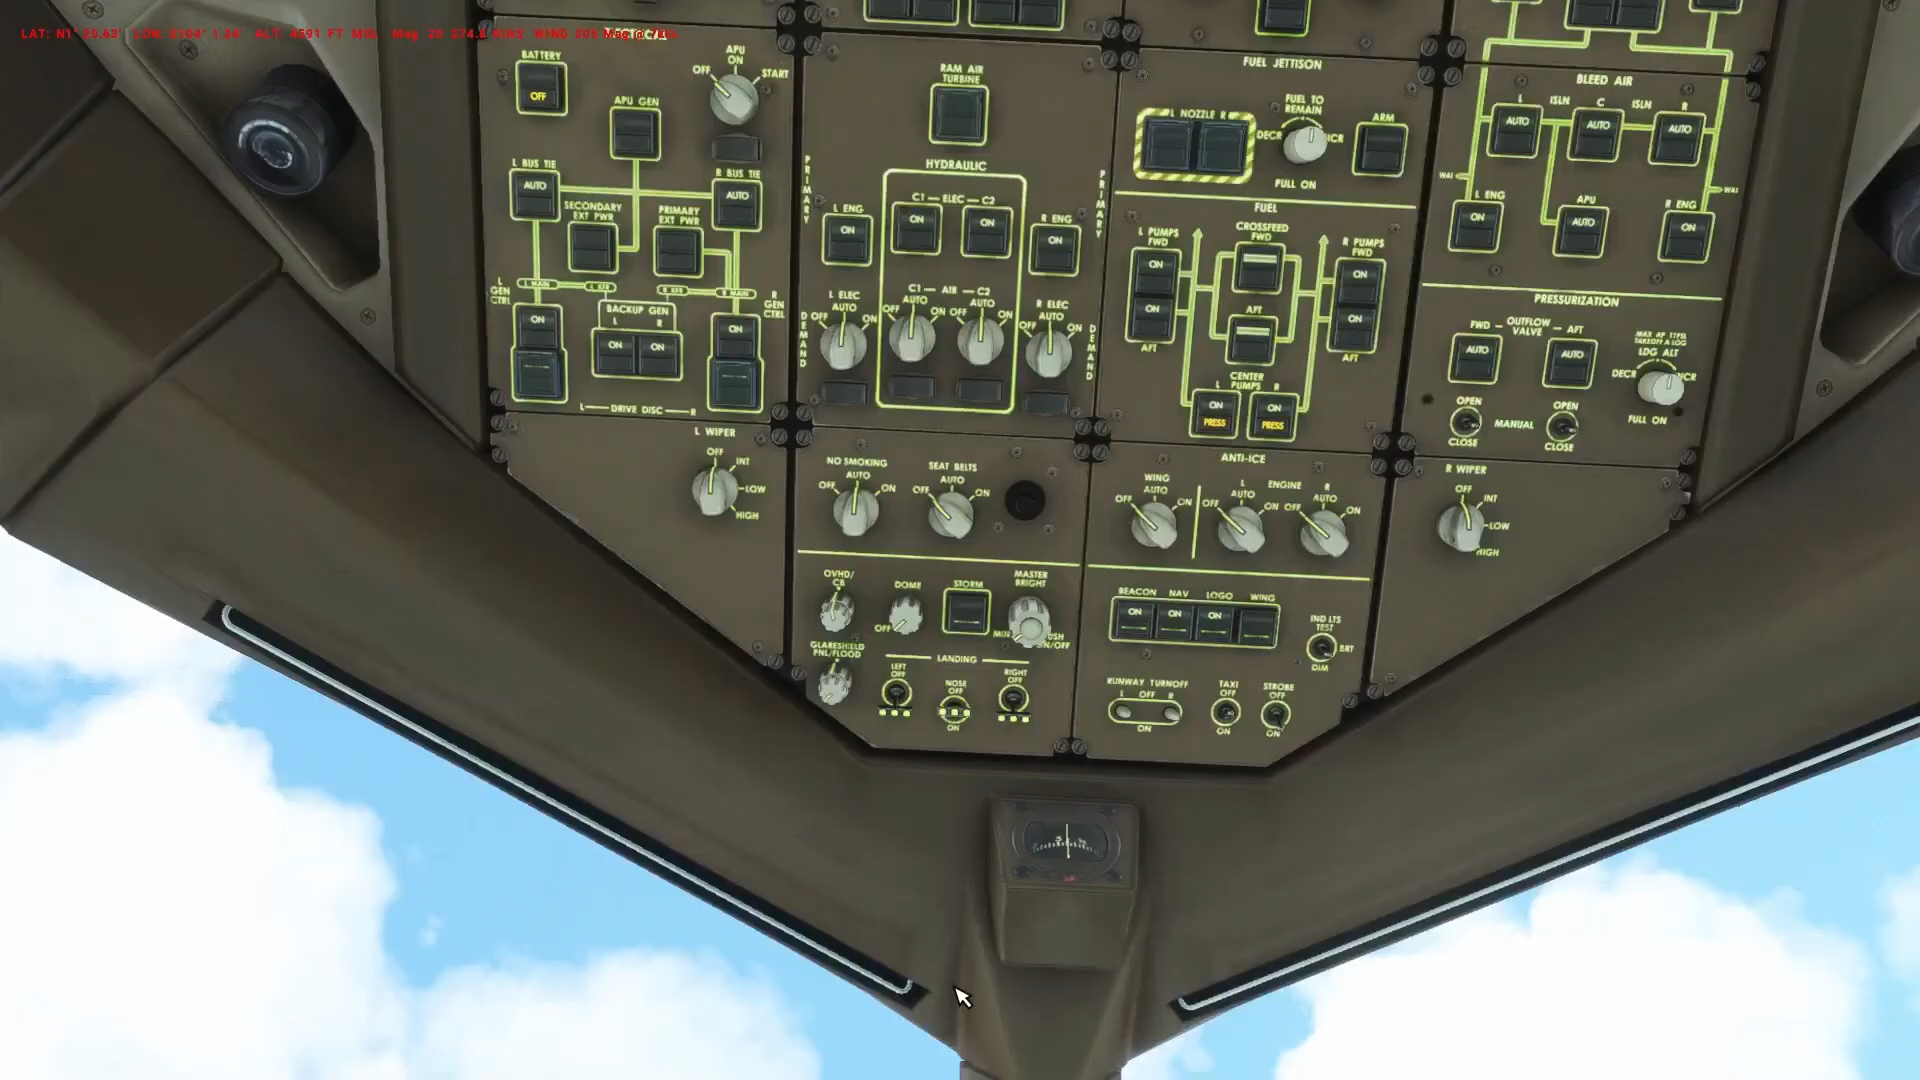 BATTERY
OFF
APU
ON
OFF
START
APU GEN
L BUS TIE
AUTO
R BUS TIE
AUTO
SECONDARY
EXT PWR
PRIMARY
EXT PWR
L MAIN
L XFR
R XFR
R MAIN
L
GEN
CTRL
ON
BACKUP GEN
L R
ON ON
R
GEN
CTRL
ON
L DRIVE DISC R
L WIPER
OFF
INT
LOW
HIGH
RAM AIR
TURBINE
HYDRAULIC
PRIMARY
PRIMARY
L ENG
ON
C1 ELEC C2
ON ON
R ENG
ON
L ELEC
AUTO
OFF ON
C1 AIR C2
AUTO AUTO
OFF ON OFF ON
R ELEC
AUTO
OFF ON
DEMAND
DEMAND
NO SMOKING
AUTO
OFF ON
SEAT BELTS
AUTO
OFF ON
OVHD/
CB
DOME
OFF
STORM
MASTER
BRIGHT
GLARESHIELD
PNL/FLOOD
LANDING
LEFT
OFF
NOSE
OFF
ON
RIGHT
OFF
FUEL JETTISON
L NOZZLE R
FUEL TO
REMAIN
DECR
ARM
PULL ON
FUEL
L PUMPS
FWD
ON
ON
AFT
CROSSFEED
FWD
AFT
R PUMPS
FWD
ON
ON
AFT
CENTER
L PUMPS R
ON ON
PRESS PRESS
ANTI-ICE
WING
AUTO
OFF ON
ENGINE
L R
AUTO AUTO
OFF ON OFF ON
BEACON NAV LOGO WING
ON ON ON
IND LTS
TEST
BRT
DIM
RUNWAY TURNOFF
L OFF R
ON
TAXI
OFF
ON
STROBE
OFF
ON
BLEED AIR
L ISLN C ISLN R
AUTO AUTO AUTO
WAI
WAI
L ENG
ON
APU
AUTO
R ENG
ON
PRESSURIZATION
FWD OUTFLOW AFT
VALVE
AUTO AUTO
LDG ALT
DECR
PULL ON
OPEN OPEN
MANUAL
CLOSE CLOSE
R WIPER
OFF
INT
LOW
HIGH